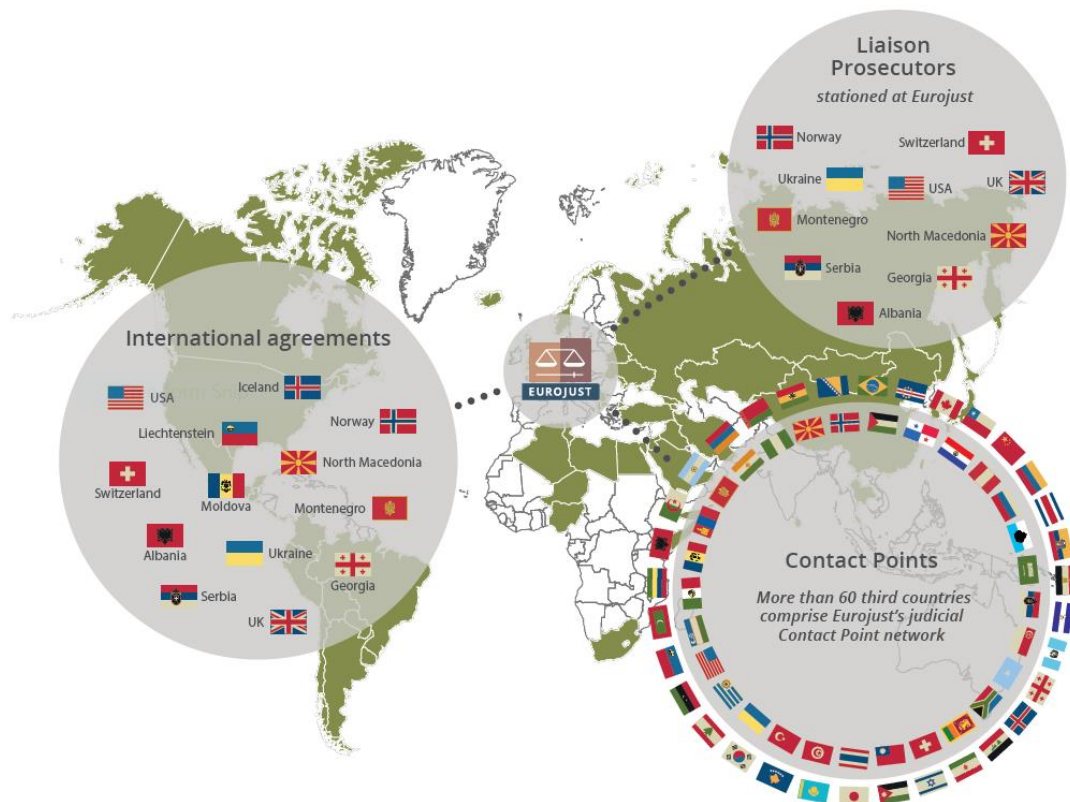 Liaison
Prosecutors
stationed at Eurojust
Norway
Switzerland
Ukraine
USA
UK
Montenegro
North Macedonia
Serbia
Georgia
Albania
International agreements
USA
Iceland
Norway
Liechtenstein
North Macedonia
Switzerland
Moldova
Montenegro
Albania
Ukraine
Georgia
Serbia
UK
EUROJUST
Contact Points
More than 60 third countries
comprise Eurojust's judicial
Contact Point network